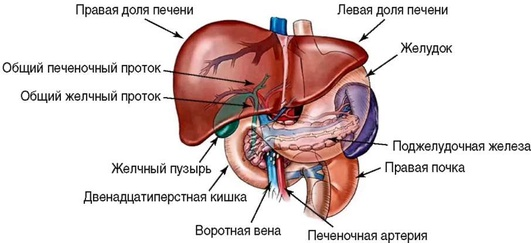 Правая доля печени
Левая доля печени
Желудок
Общий печеночный проток
Общий желчный проток
Поджелудочная железа
Желчный пузырь
Правая почка
Двенадцатиперстная кишка
Воротная вена
Печеночная артерия